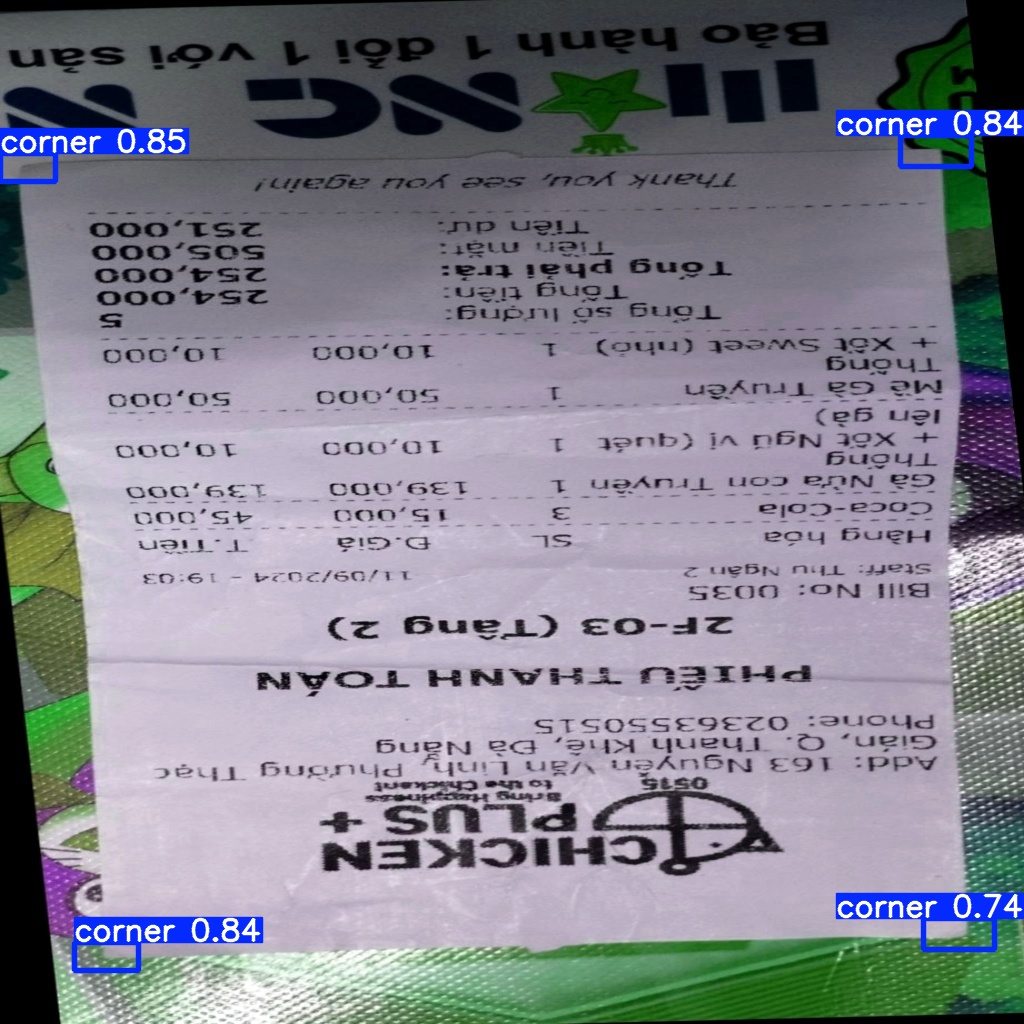 corner 0.85
corner 0.84
corner 0.84
corner 0.74
CHICKEN
PLUS +
Bring Happiness
to the Chickent
0515
Add: 163 Nguyễn Văn Linh, Phường Thạc
Gián, Q. Thanh Khê, Đà Nẵng
Phone: 02363550515
PHIẾU THANH TOÁN
2F-03 (Tầng 2)
Bill No: 0035
Staff: Thu Ngân 2 11/09/2024 - 19:03
Hàng hóa SL Đ.Giá T.Tiền
Coca-Cola 3 15,000 45,000
Gà Nửa con Truyền 1 139,000 139,000
Thống
+ Xốt Ngũ vị (quét 1 10,000 10,000
lên gà)
Mề Gà Truyền 1 50,000 50,000
Thống
+ Xốt Sweet (nhỏ) 1 10,000 10,000
Tổng số lượng: 5
Tổng tiền: 254,000
Tổng phải trả: 254,000
Tiền mặt: 505,000
Tiền dư: 251,000
Thank you, see you again!
Bảo hành 1 đổi 1 với sản